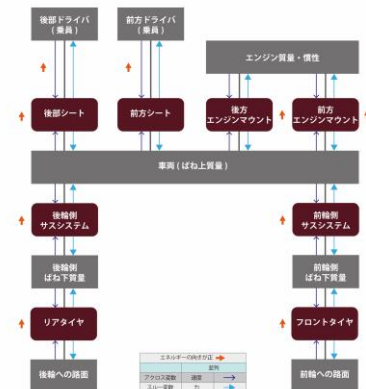 後部ドライバ
(乗員)
前方ドライバ
(乗員)
エンジン質量・慣性
後部シート
前方シート
後方
エンジンマウント
前方
エンジンマウント
車両(ばね上質量)
後輪側
サスシステム
前輪側
サスシステム
後輪側
ばね下質量
前輪側
ばね下質量
リアタイヤ
フロントタイヤ
後輪への路面
前輪への路面
エネルギーの向きが正
並列
アクロス変数 速度
スルー変数 力